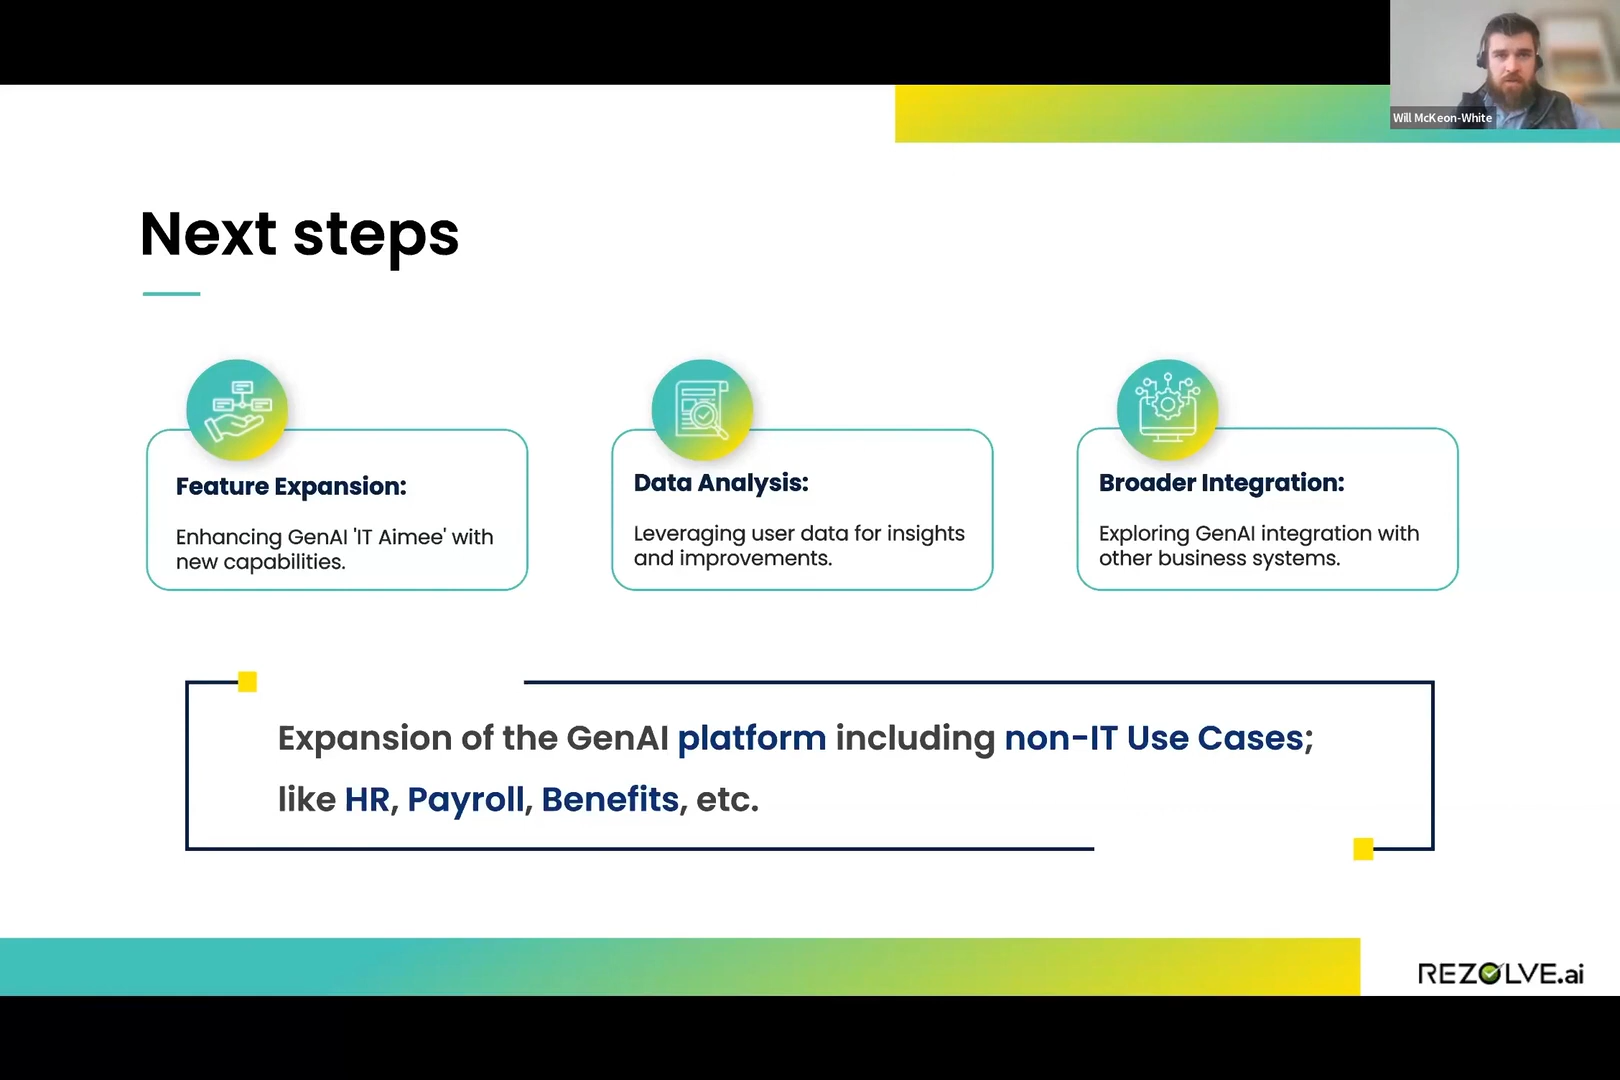 Will McKeon-White
Next steps
Feature Expansion:
Enhancing GenAI 'IT Aimee' with
new capabilities.
Data Analysis:
Leveraging user data for insights
and improvements.
Broader Integration:
Exploring GenAI integration with
other business systems.
Expansion of the GenAI platform including non-IT Use Cases;
like HR, Payroll, Benefits, etc.
REZOLVE.ai